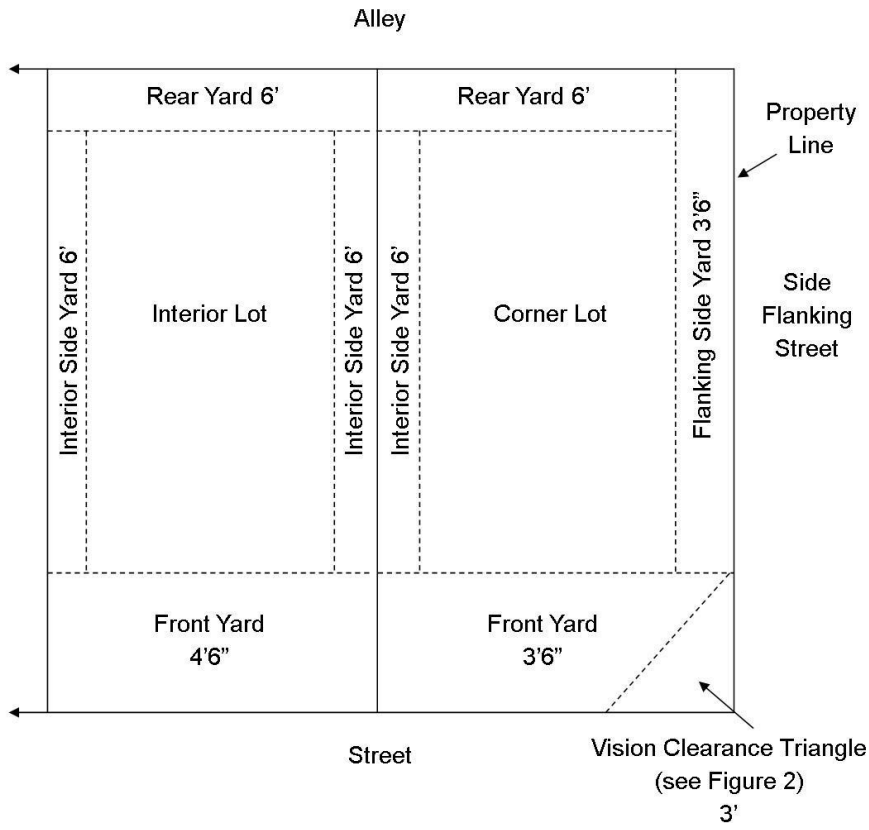 Alley
Rear Yard 6’
Rear Yard 6’
Property
Line
Interior Side Yard 6’
Interior Lot
Interior Side Yard 6’
Interior Side Yard 6’
Corner Lot
Flanking Side Yard 3’6”
Side
Flanking
Street
Front Yard
4’6”
Front Yard
3’6”
Street
Vision Clearance Triangle
(see Figure 2)
3’